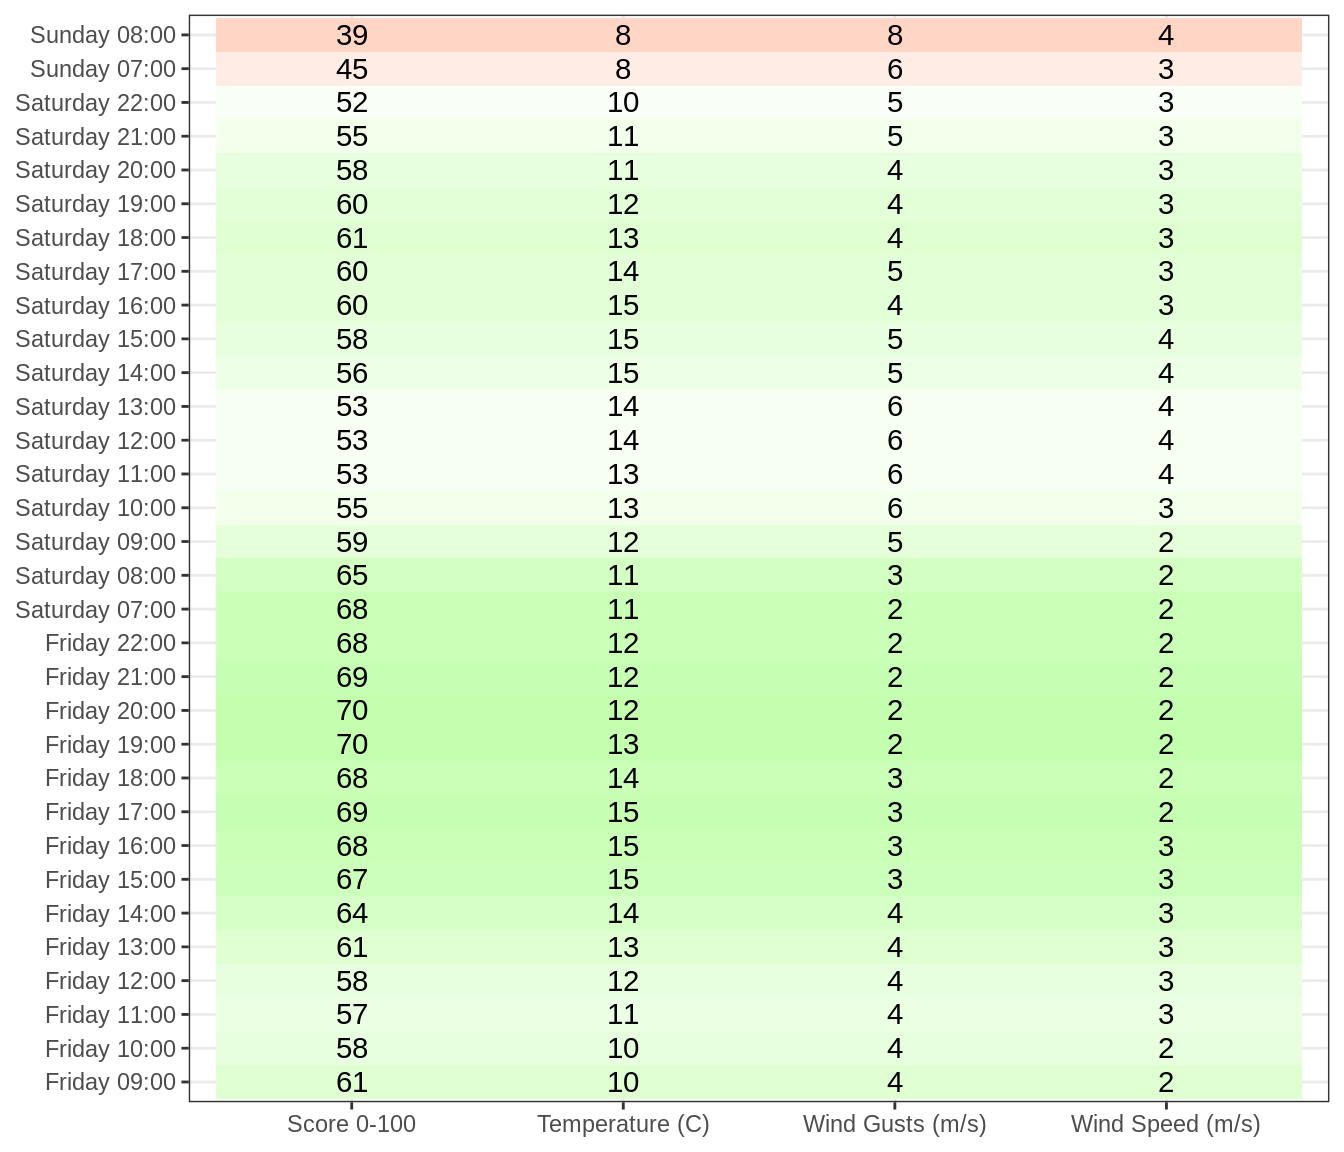 Sunday 08:00 39 8 8 4
Sunday 07:00 45 8 6 3
Saturday 22:00 52 10 5 3
Saturday 21:00 55 11 5 3
Saturday 20:00 58 11 4 3
Saturday 19:00 60 12 4 3
Saturday 18:00 61 13 4 3
Saturday 17:00 60 14 5 3
Saturday 16:00 60 15 4 3
Saturday 15:00 58 15 5 4
Saturday 14:00 56 15 5 4
Saturday 13:00 53 14 6 4
Saturday 12:00 53 14 6 4
Saturday 11:00 53 13 6 4
Saturday 10:00 55 13 6 3
Saturday 09:00 59 12 5 2
Saturday 08:00 65 11 3 2
Saturday 07:00 68 11 2 2
Friday 22:00 68 12 2 2
Friday 21:00 69 12 2 2
Friday 20:00 70 12 2 2
Friday 19:00 70 13 2 2
Friday 18:00 68 14 3 2
Friday 17:00 69 15 3 2
Friday 16:00 68 15 3 3
Friday 15:00 67 15 3 3
Friday 14:00 64 14 4 3
Friday 13:00 61 13 4 3
Friday 12:00 58 12 4 3
Friday 11:00 57 11 4 3
Friday 10:00 58 10 4 2
Friday 09:00 61 10 4 2
Score 0-100 Temperature (C) Wind Gusts (m/s) Wind Speed (m/s)